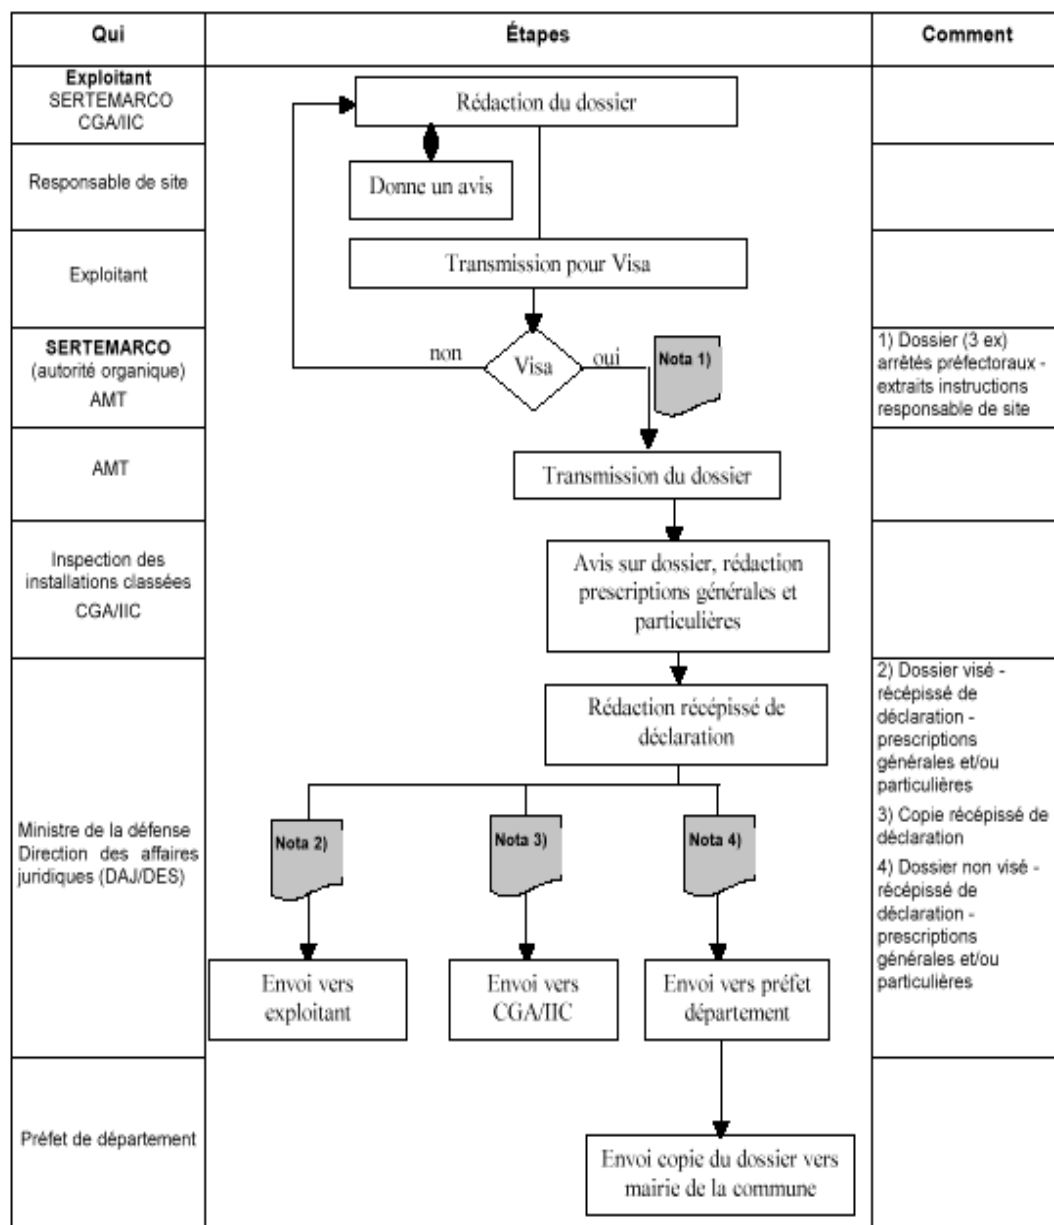 Qui
Étapes
Comment
Exploitant
SERTEMARCO
CGA/IIC
Rédaction du dossier
Responsable de site
Donne un avis
Exploitant
Transmission pour Visa
SERTEMARCO
(autorité organique)
AMT
non
Visa
oui
Nota 1)
1) Dossier (3 ex)
arrêtés préfectoraux -
extraits instructions
responsable de site
AMT
Transmission du dossier
Inspection des
installations classées
CGA/IIC
Avis sur dossier, rédaction
prescriptions générales et
particulières
Ministre de la défense
Direction des affaires
juridiques (DAJ/DES)
Rédaction récépissé de
déclaration
Nota 2)
Nota 3)
Nota 4)
Envoi vers
exploitant
Envoi vers
CGA/IIC
Envoi vers préfet
département
2) Dossier visé -
récépissé de
déclaration -
prescriptions
générales et/ou
particulières
3) Copie récépissé de
déclaration
4) Dossier non visé -
récépissé de
déclaration -
prescriptions
générales et/ou
particulières
Préfet de département
Envoi copie du dossier vers
mairie de la commune